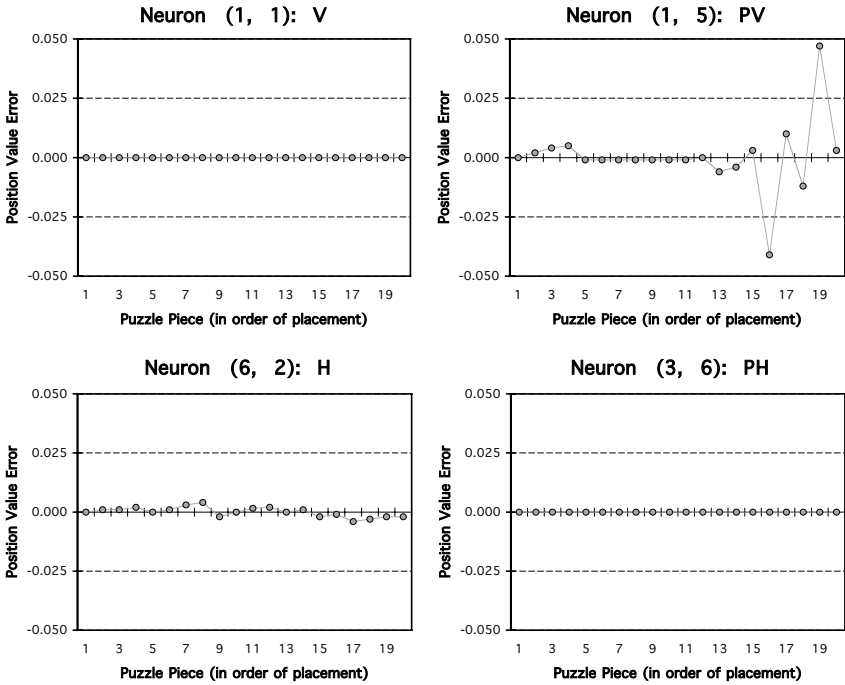 Neuron (1, 1): V
0.050
0.025
0.000
-0.025
-0.050
Position Value Error
1 3 5 7 9 11 13 15 17 19
Puzzle Piece (in order of placement)
Neuron (1, 5): PV
0.050
0.025
0.000
-0.025
-0.050
Position Value Error
1 3 5 7 9 11 13 15 17 19
Puzzle Piece (in order of placement)
Neuron (6, 2): H
0.050
0.025
0.000
-0.025
-0.050
Position Value Error
1 3 5 7 9 11 13 15 17 19
Puzzle Piece (in order of placement)
Neuron (3, 6): PH
0.050
0.025
0.000
-0.025
-0.050
Position Value Error
1 3 5 7 9 11 13 15 17 19
Puzzle Piece (in order of placement)